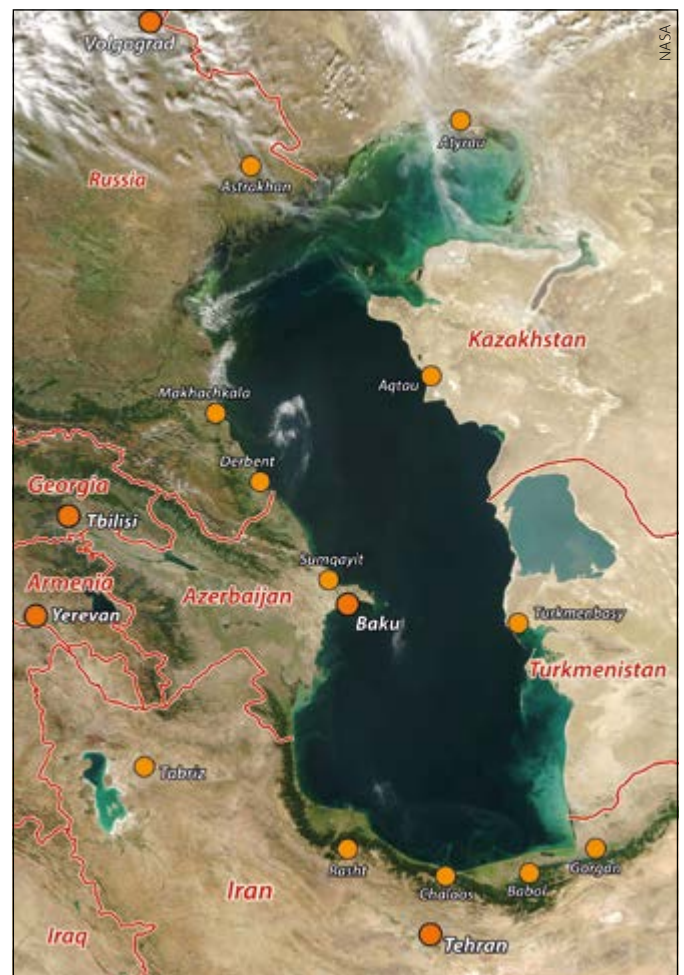 NASA
Volgograd
Atyrau
Russia
Astrakhan
Kazakhstan
Aqtau
Makhachkala
Derbent
Georgia
Tbilisi
Sumqayit
Armenia
Azerbaijan
Yerevan
Baku
Turkmenbasy
Turkmenistan
Tabriz
Rasht
Gorgan
Chaloos
Babol
Iran
Iraq
Tehran